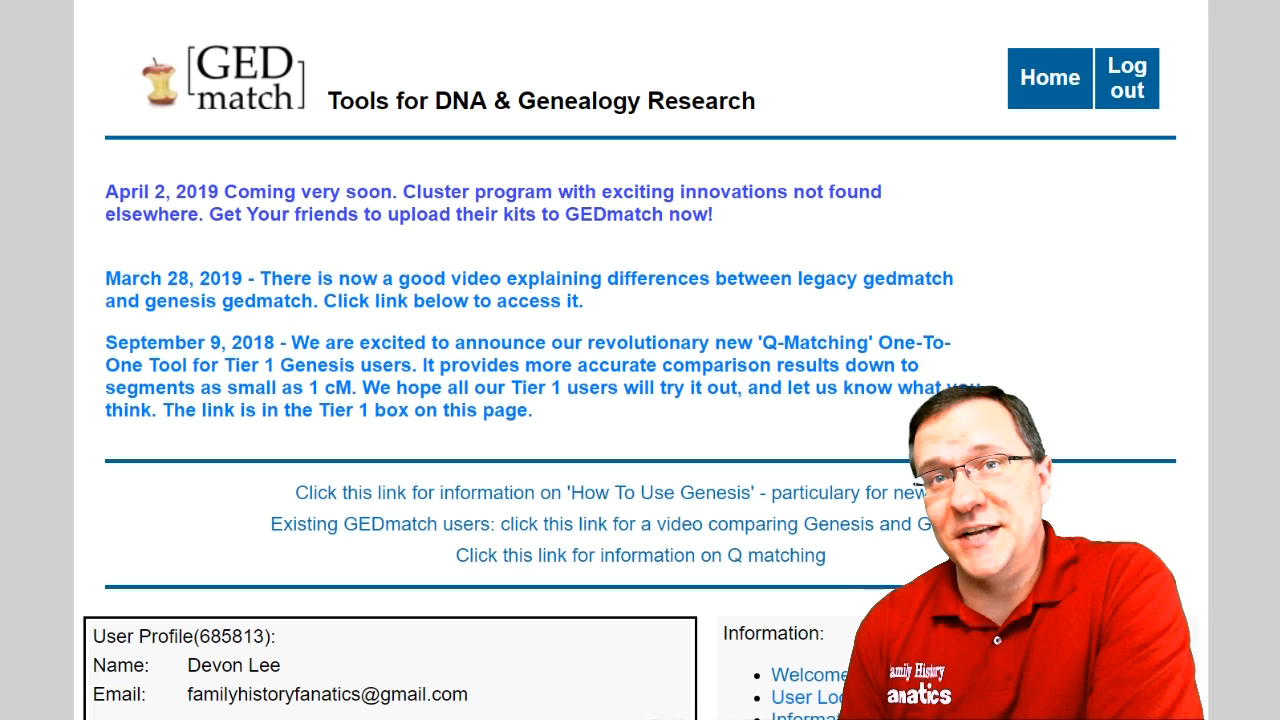 [GED
match]
Tools for DNA & Genealogy Research
Home
Log
out
April 2, 2019 Coming very soon. Cluster program with exciting innovations not found
elsewhere. Get Your friends to upload their kits to GEDmatch now!
March 28, 2019 - There is now a good video explaining differences between legacy gedmatch
and genesis gedmatch. Click link below to access it.
September 9, 2018 - We are excited to announce our revolutionary new 'Q-Matching' One-To-
One Tool for Tier 1 Genesis users. It provides more accurate comparison results down to
segments as small as 1 cM. We hope all our Tier 1 users will try it out, and let us know what you
think. The link is in the Tier 1 box on this page.
Click this link for information on 'How To Use Genesis' - particulary for new
Existing GEDmatch users: click this link for a video comparing Genesis and
Click this link for information on Q matching
User Profile(685813):
Name: Devon Lee
Email: familyhistoryfanatics@gmail.com
Information:
Welcome
User
amily History
anatics